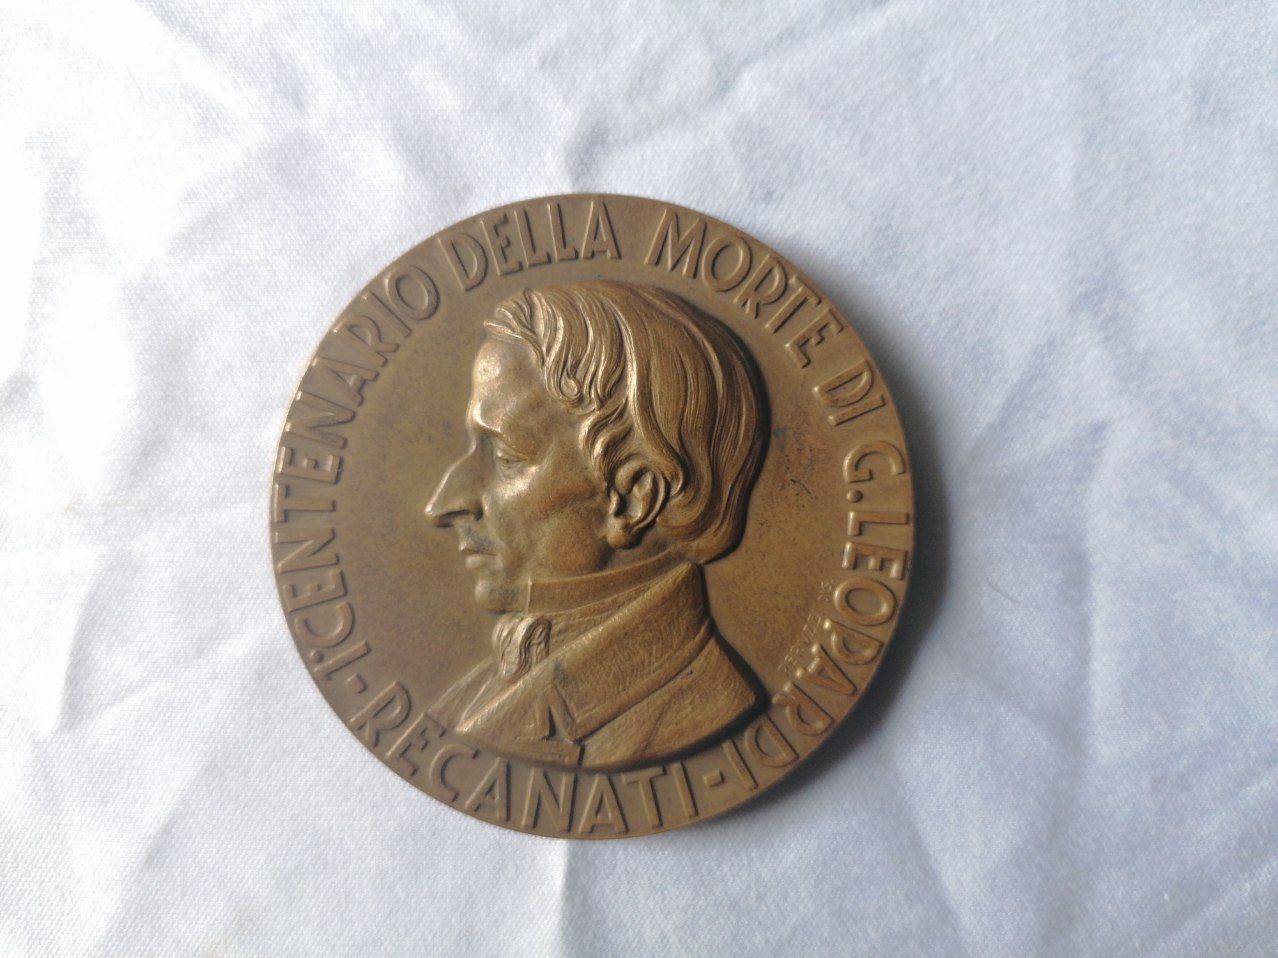 I.CENTENARIO DELLA MORTE DI G.LEOPARDI-
RECANATI-